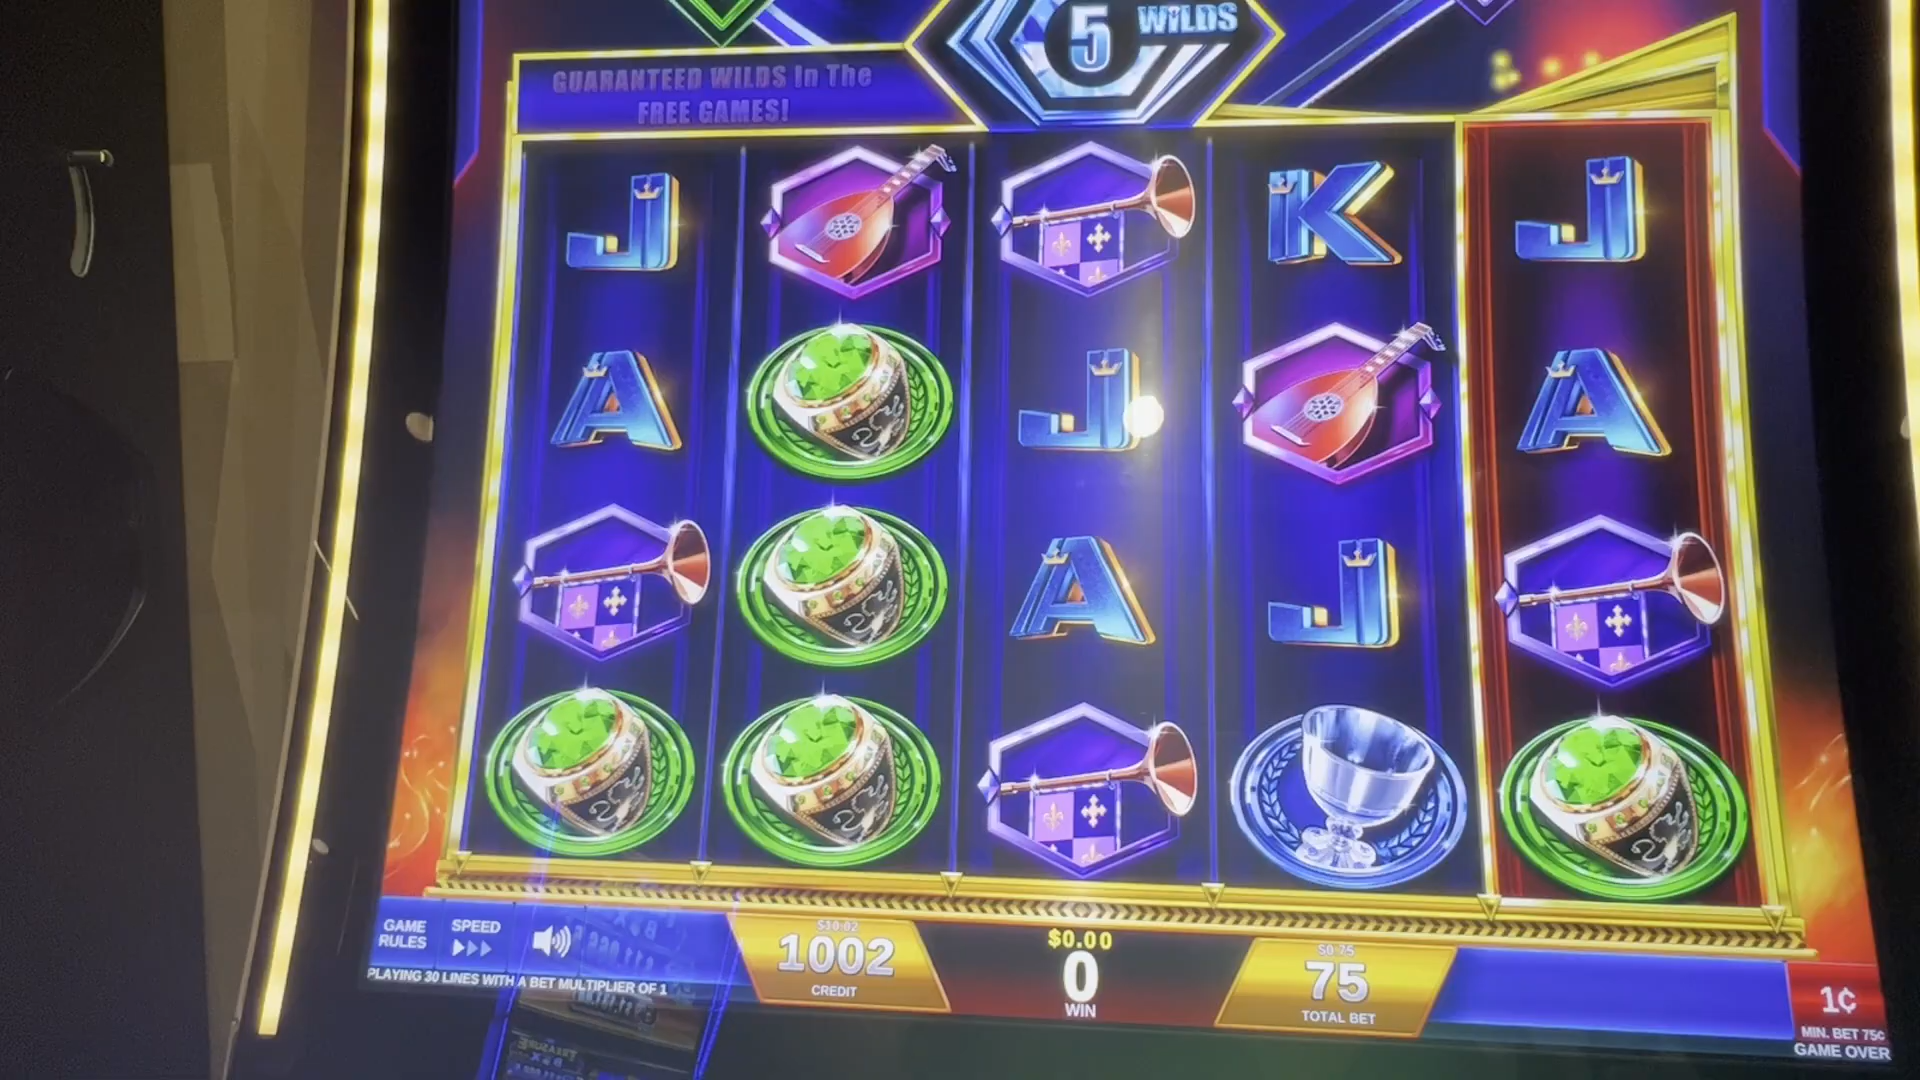 5 WILDS
GUARANTEED WILDS In The
FREE GAMES!
J
K
J
A
J
A
A
J
GAME
RULES
SPEED
$10.02
1002
CREDIT
$0.00
0
WIN
$0.75
75
TOTAL BET
PLAYING 30 LINES WITH A BET MULTIPLIER OF 1
1¢
MIN. BET 75¢
GAME OVER